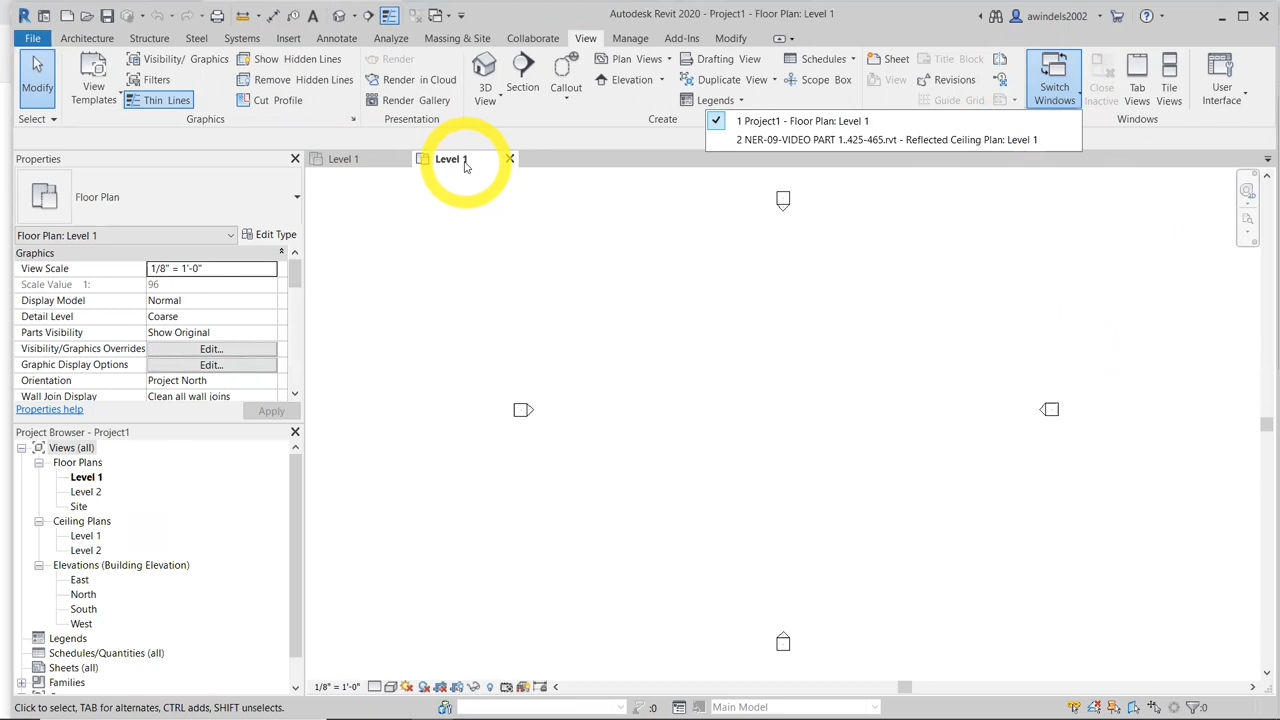 Autodesk Revit 2020 - Project1 - Floor Plan: Level 1
awindels2002
File Architecture Structure Steel Systems Insert Annotate Analyze Massing & Site Collaborate View Manage Add-Ins Modify
Modify
Select
View
Templates
Visibility/ Graphics
Filters
Thin Lines
Show Hidden Lines
Remove Hidden Lines
Cut Profile
Graphics
Render
Render in Cloud
Render Gallery
Presentation
3D
View
Section
Callout
Plan Views
Elevation
Drafting View
Duplicate View
Legends
Schedules
Scope Box
Create
Sheet
View
Title Block
Revisions
Guide Grid
Switch
Windows
Close
Inactive
Tab
Views
Tile
Views
User
Interface
Windows
1 Project1 - Floor Plan: Level 1
2 NER-09-VIDEO PART 1..425-465.rvt - Reflected Ceiling Plan: Level 1
Level 1
Level 1
Properties
Floor Plan
Floor Plan: Level 1
Edit Type
Graphics
View Scale 1/8" = 1'-0"
Scale Value 1: 96
Display Model Normal
Detail Level Coarse
Parts Visibility Show Original
Visibility/Graphics Overrides Edit...
Graphic Display Options Edit...
Orientation Project North
Wall Join Display Clean all wall joins
Properties help
Apply
Project Browser - Project1
Views (all)
Floor Plans
Level 1
Level 2
Site
Ceiling Plans
Level 1
Level 2
Elevations (Building Elevation)
East
North
South
West
Legends
Schedules/Quantities (all)
Sheets (all)
Families
1/8" = 1'-0"
Click to select, TAB for alternates, CTRL adds, SHIFT unselects.
:0
Main Model
:0